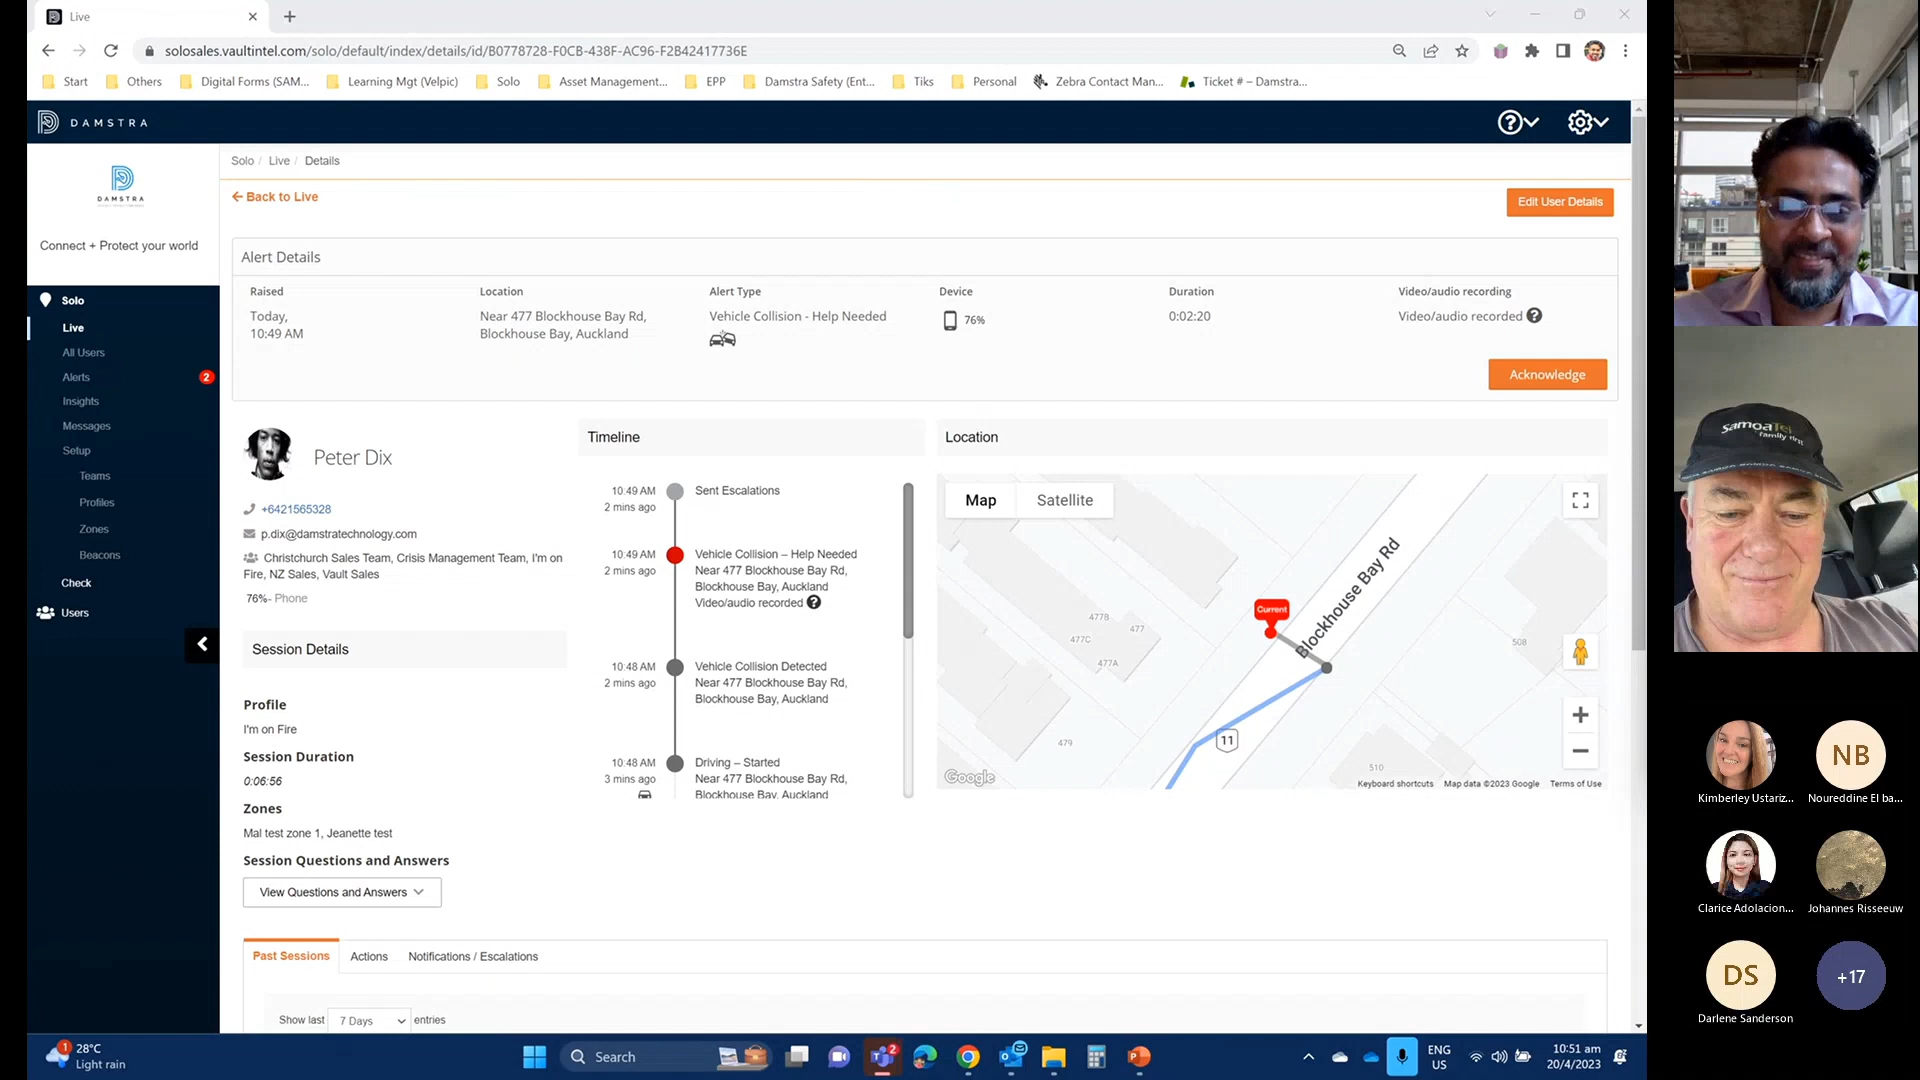 Live
solosales.vaultintel.com/solo/default/index/details/id/B0778728-F0CB-438F-AC96-F2B42417736E
Start
Others
Digital Forms (SAM...
Learning Mgt (Velpic)
Solo
Asset Management...
EPP
Damstra Safety (Ent...
Tiks
Personal
Zebra Contact Man...
Ticket # – Damstra...
DAMSTRA
DAMSTRA
Connect + Protect your world
Solo
Live
All Users
Alerts
2
Insights
Messages
Setup
Teams
Profiles
Zones
Beacons
Check
Users
Solo / Live / Details
Back to Live
Edit User Details
Alert Details
Raised
Today,
10:49 AM
Location
Near 477 Blockhouse Bay Rd,
Blockhouse Bay, Auckland
Alert Type
Vehicle Collision - Help Needed
Device
76%
Duration
0:02:20
Video/audio recording
Video/audio recorded
Acknowledge
Peter Dix
+6421565328
p.dix@damstratechnology.com
Christchurch Sales Team, Crisis Management Team, I'm on
Fire, NZ Sales, Vault Sales
76%- Phone
Session Details
Profile
I'm on Fire
Session Duration
0:06:56
Zones
Mal test zone 1, Jeanette test
Session Questions and Answers
View Questions and Answers
Timeline
10:49 AM
2 mins ago
Sent Escalations
10:49 AM
2 mins ago
Vehicle Collision – Help Needed
Near 477 Blockhouse Bay Rd,
Blockhouse Bay, Auckland
Video/audio recorded
10:48 AM
2 mins ago
Vehicle Collision Detected
Near 477 Blockhouse Bay Rd,
Blockhouse Bay, Auckland
10:48 AM
3 mins ago
Driving – Started
Near 477 Blockhouse Bay Rd,
Blockhouse Bay, Auckland
Location
Map
Satellite
Current
Blockhouse Bay Rd
477B
477
477C
477A
479
508
510
11
Google
Keyboard shortcuts
Map data ©2023 Google
Terms of Use
Past Sessions
Actions
Notifications / Escalations
Show last
7 Days
entries
1
28°C
Light rain
Search
2
ENG
US
10:51 am
20/4/2023
SamoaTel
family first
Kimberley Ustariz...
NB
Noureddine El ba...
Clarice Adolacion...
Johannes Risseeuw
DS
Darlene Sanderson
+17